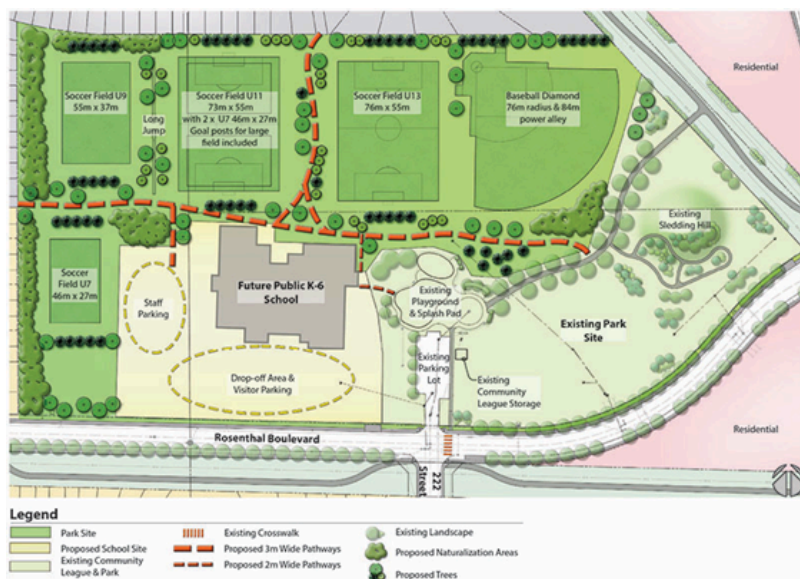 Residential
Soccer Field U9
55m x 37m
Long
Jump
Soccer Field U11
73m x 55m
with 2 x U7 46m x 27m
Goal posts for large
field included
Soccer Field U13
76m x 55m
Baseball Diamond
76m radius & 84m
power alley
Existing
Sledding Hill
Soccer
Field U7
46m x 27m
Staff
Parking
Future Public K-6
School
Existing
Playground
& Splash Pad
Existing Park
Site
Drop-off Area &
Visitor Parking
Existing
Parking
Lot
Existing
Community
League Storage
Rosenthal Boulevard
222
Street
Residential
Legend
Park Site
Proposed School Site
Existing Community
League & Park
Existing Crosswalk
Proposed 3m Wide Pathways
Proposed 2m Wide Pathways
Existing Landscape
Proposed Naturalization Areas
Proposed Trees